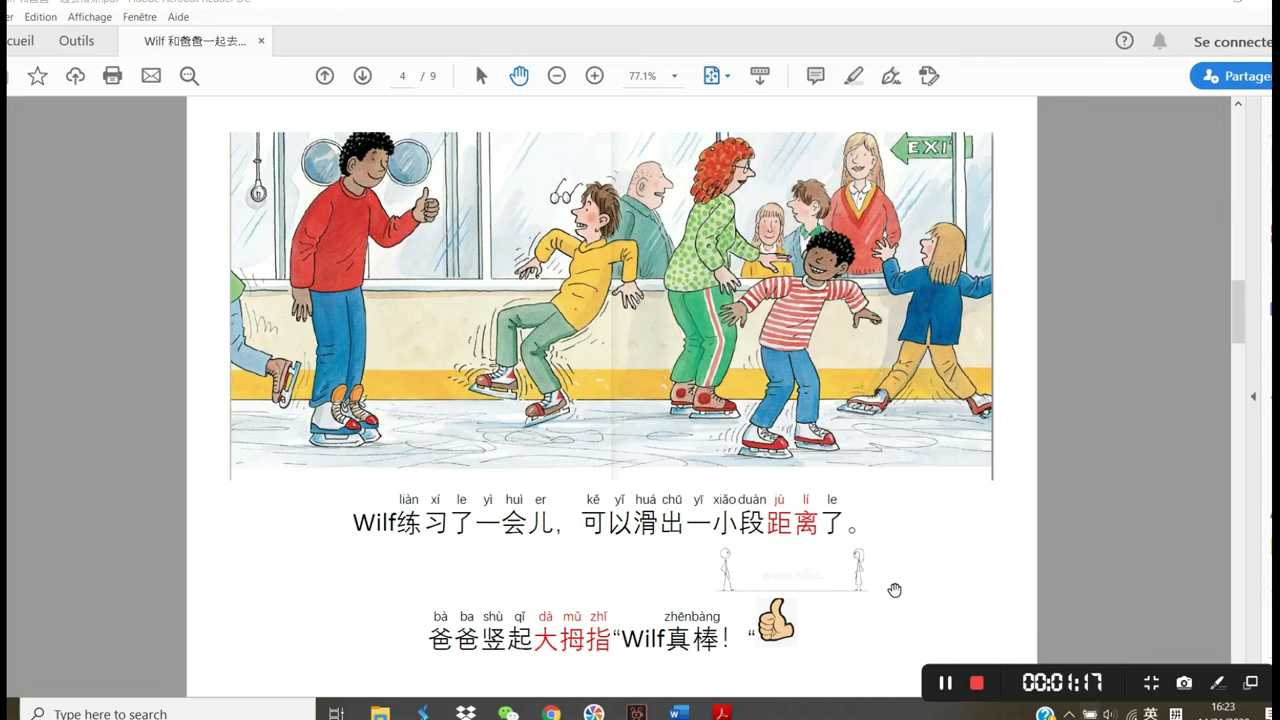 Edition Affichage Fenêtre Aide
cueil Outils Wilf 和爸爸一起去... × Se connecte
4 / 9 77.1% Partage
EXI
liàn xí le yì huì er kě yǐ huá chū yī xiǎo duàn jù lí le
Wilf练习了一会儿，可以滑出一小段距离了。
bà ba shù qǐ dà mǔ zhǐ zhēnbàng
爸爸竖起大拇指“Wilf真棒！“
00:01:17
Type here to search
英 拼 16:23